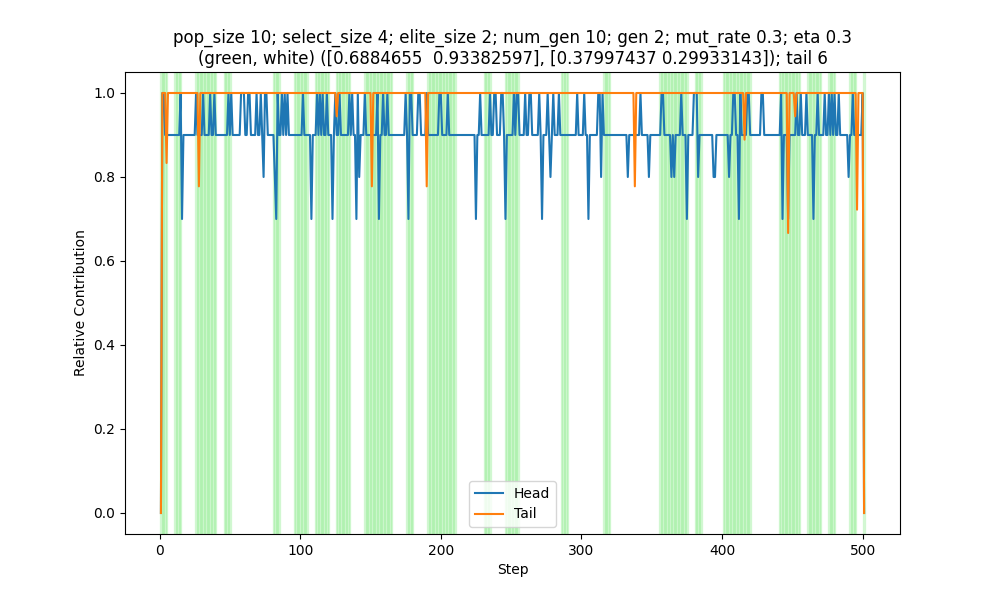 pop_size 10; select_size 4; elite_size 2; num_gen 10; gen 2; mut_rate 0.3; eta 0.3
(green, white) ([0.6884655  0.93382597], [0.37997437 0.29933143]); tail 6
1.0
0.8
0.6
0.4
0.2
0.0
Relative Contribution
Head
Tail
0
100
200
300
400
500
Step